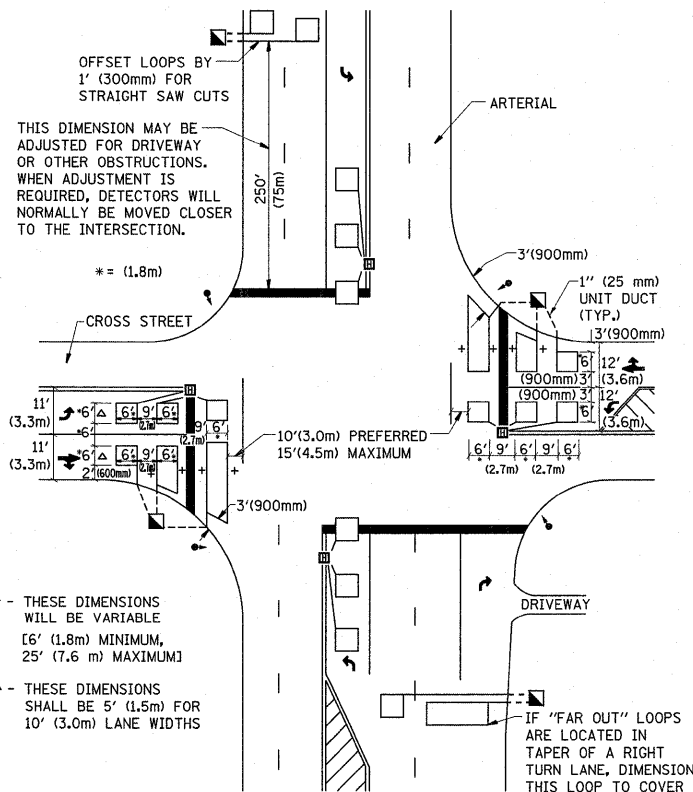 OFFSET LOOPS BY
1' (300mm) FOR
STRAIGHT SAW CUTS
ARTERIAL
THIS DIMENSION MAY BE
ADJUSTED FOR DRIVEWAY
OR OTHER OBSTRUCTIONS.
WHEN ADJUSTMENT IS
REQUIRED, DETECTORS WILL
NORMALLY BE MOVED CLOSER
TO THE INTERSECTION.
250'
(75m)
* = (1.8m)
3'(900mm)
1" (25 mm)
UNIT DUCT
(TYP.)
CROSS STREET
3'(900mm)
*6'
12'
(3.6m)
(900mm) 3'
(900mm) 3'
12'
(3.6m)
*6'
11'
(3.3m)
*6'
6' 9' 6'
(2.7m)
9' 6'
(2.7m)
11'
(3.3m)
*6'
6' 9' 6'
(2.7m)
2' (600mm)
10'(3.0m) PREFERRED
15'(4.5m) MAXIMUM
6' 9' 6' 9' 6'
(2.7m) (2.7m)
3'(900mm)
+ - THESE DIMENSIONS
WILL BE VARIABLE
[6' (1.8m) MINIMUM,
25' (7.6 m) MAXIMUM]
DRIVEWAY
- THESE DIMENSIONS
SHALL BE 5' (1.5m) FOR
10' (3.0m) LANE WIDTHS
IF "FAR OUT" LOOPS
ARE LOCATED IN
TAPER OF A RIGHT
TURN LANE, DIMENSION
THIS LOOP TO COVER